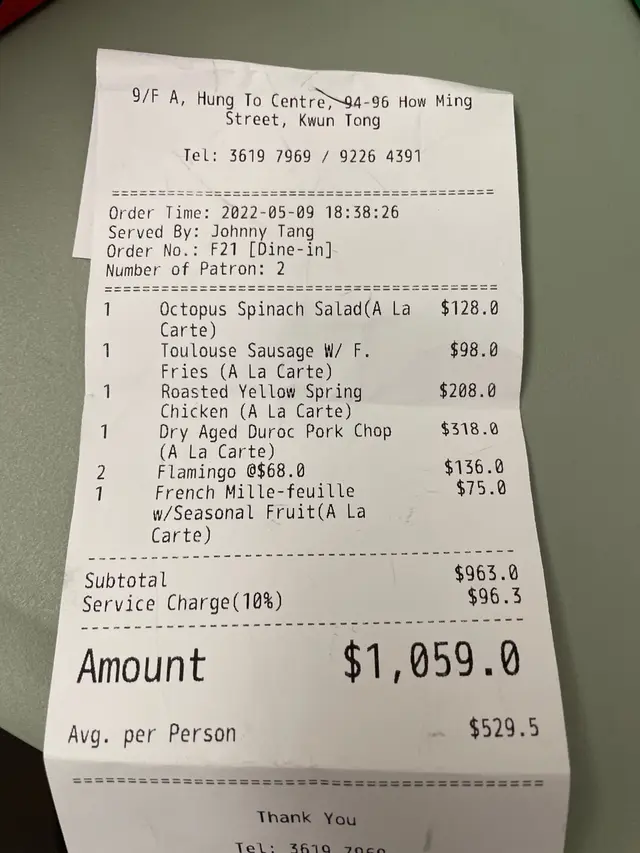 9/F A, Hung To Centre, 94-96 How Ming
Street, Kwun Tong
Tel: 3619 7969 / 9226 4391
==========================================
Order Time: 2022-05-09 18:38:26
Served By: Johnny Tang
Order No.: F21 [Dine-in]
Number of Patron: 2
==========================================
1 Octopus Spinach Salad(A La $128.0
Carte)
1 Toulouse Sausage W/ F. $98.0
Fries (A La Carte)
1 Roasted Yellow Spring $208.0
Chicken (A La Carte)
1 Dry Aged Duroc Pork Chop $318.0
(A La Carte)
2 Flamingo @$68.0 $136.0
1 French Mille-feuille $75.0
w/Seasonal Fruit(A La
Carte)
------------------------------------------
Subtotal $963.0
Service Charge(10%) $96.3
------------------------------------------
Amount $1,059.0
Avg. per Person $529.5
==========================================
Thank You
Tel: 3619 7969